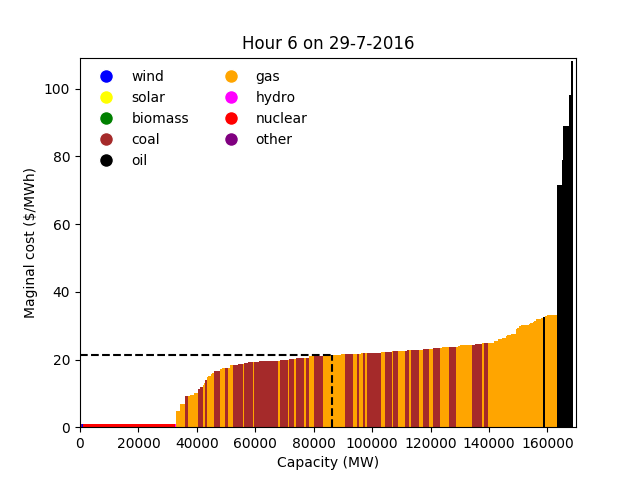 Hour 6 on 29-7-2016
Maginal cost ($/MWh)
100
80
60
40
20
0
wind
solar
biomass
coal
oil
gas
hydro
nuclear
other
0 20000 40000 60000 80000 100000 120000 140000 160000
Capacity (MW)